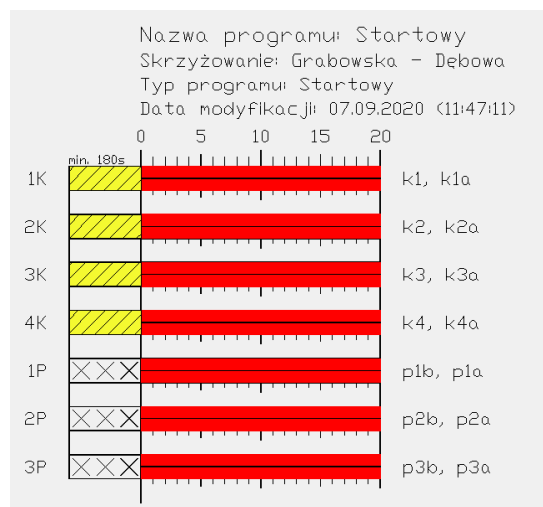 Nazwa programu: Startowy
Skrzyżowanie: Grabowska - Dębowa
Typ programu: Startowy
Data modyfikacji: 07.09.2020 (11:47:11)
0 5 10 15 20
min. 180s
1K k1, k1a
2K k2, k2a
3K k3, k3a
4K k4, k4a
1P p1b, p1a
2P p2b, p2a
3P p3b, p3a